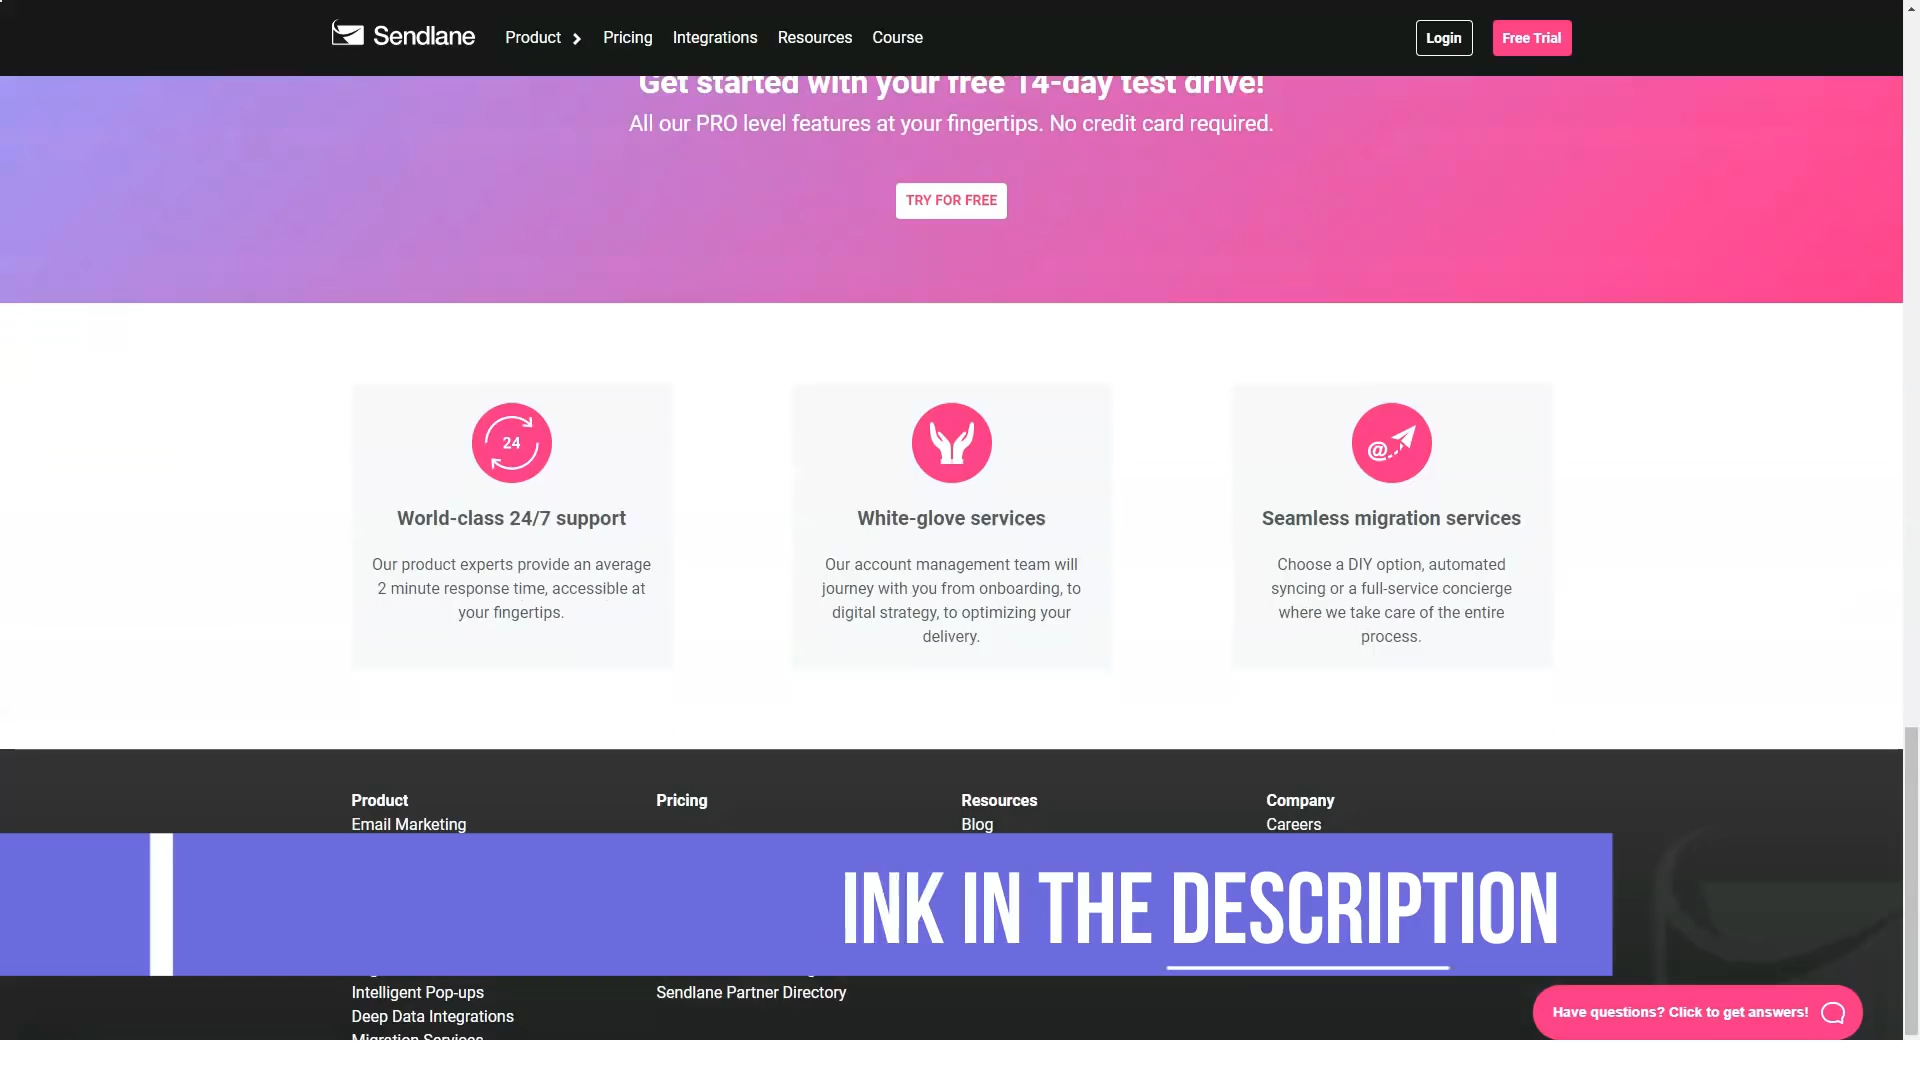 Sendlane Product Pricing Integrations Resources Course Login Free Trial
Get started with your free 14-day test drive!
All our PRO level features at your fingertips. No credit card required.
TRY FOR FREE
24
World-class 24/7 support
Our product experts provide an average
2 minute response time, accessible at
your fingertips.
White-glove services
Our account management team will
journey with you from onboarding, to
digital strategy, to optimizing your
delivery.
@
Seamless migration services
Choose a DIY option, automated
syncing or a full-service concierge
where we take care of the entire
process.
Product
Email Marketing
Pricing
Resources
Blog
Company
Careers
INK IN THE DESCRIPTION
Intelligent Pop-ups
Deep Data Integrations
Migration Services
Sendlane Partner Directory
Have questions? Click to get answers!